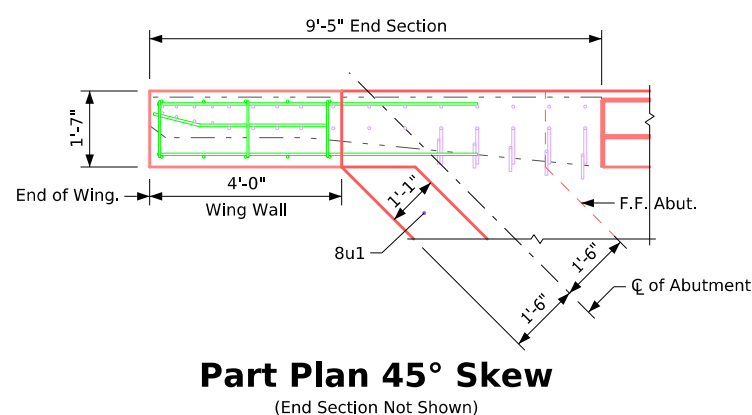 9'-5" End Section
1'-7"
4'-0"
End of Wing.
Wing Wall
1'-1"
F.F. Abut.
8u1
1'-6"
℄ of Abutment
1'-6"
Part Plan 45° Skew
(End Section Not Shown)